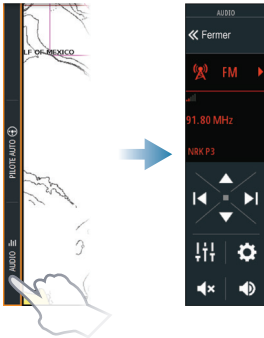 LF OF MEXICO
PILOTE AUTO
AUDIO
AUDIO
Fermer
FM
91.80 MHz
NRK P3